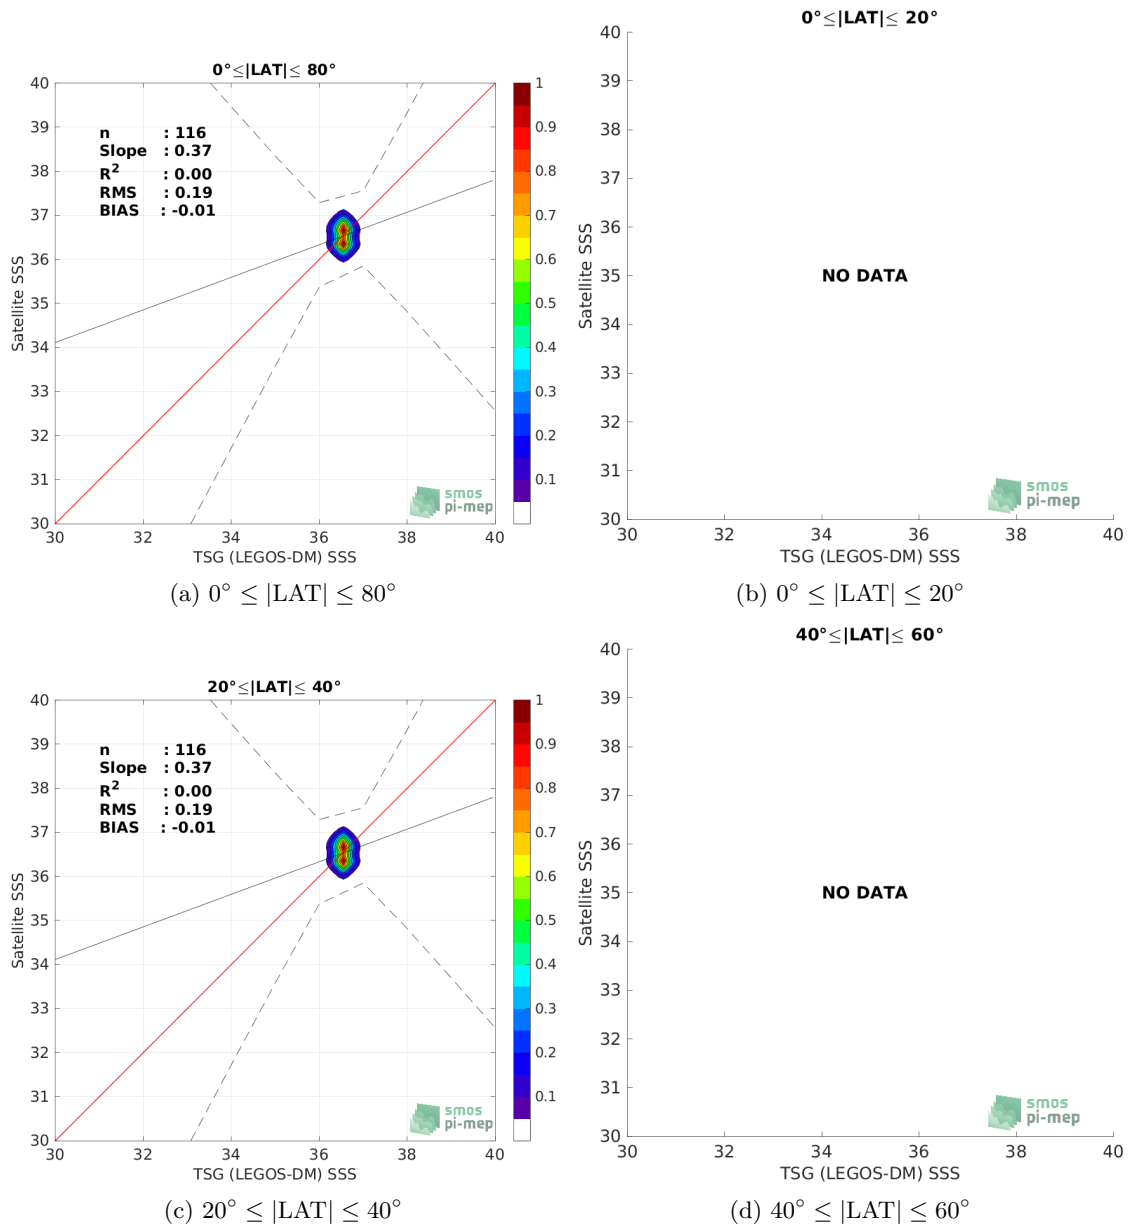 0°≤|LAT|≤ 80°
40
39
38
37
36
35
34
33
32
31
30
Satellite SSS
n : 116
Slope : 0.37
R² : 0.00
RMS : 0.19
BIAS : -0.01
30 32 34 36 38 40
TSG (LEGOS-DM) SSS
1
0.9
0.8
0.7
0.6
0.5
0.4
0.3
0.2
0.1
smos
pi-mep
(a) 0° ≤ |LAT| ≤ 80°
0°≤|LAT|≤ 20°
40
39
38
37
36
35
34
33
32
31
30
Satellite SSS
NO DATA
smos
pi-mep
30 32 34 36 38 40
TSG (LEGOS-DM) SSS
(b) 0° ≤ |LAT| ≤ 20°
20°≤|LAT|≤ 40°
40
39
38
37
36
35
34
33
32
31
30
Satellite SSS
n : 116
Slope : 0.37
R² : 0.00
RMS : 0.19
BIAS : -0.01
30 32 34 36 38 40
TSG (LEGOS-DM) SSS
1
0.9
0.8
0.7
0.6
0.5
0.4
0.3
0.2
0.1
smos
pi-mep
(c) 20° ≤ |LAT| ≤ 40°
40°≤|LAT|≤ 60°
40
39
38
37
36
35
34
33
32
31
30
Satellite SSS
NO DATA
smos
pi-mep
30 32 34 36 38 40
TSG (LEGOS-DM) SSS
(d) 40° ≤ |LAT| ≤ 60°